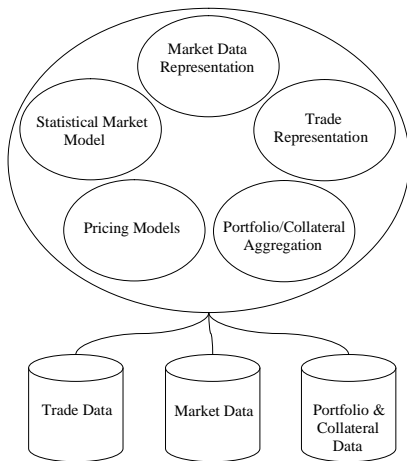 Market Data
Representation
Statistical Market
Model
Trade
Representation
Pricing Models
Portfolio/Collateral
Aggregation
Trade Data
Market Data
Portfolio &
Collateral
Data